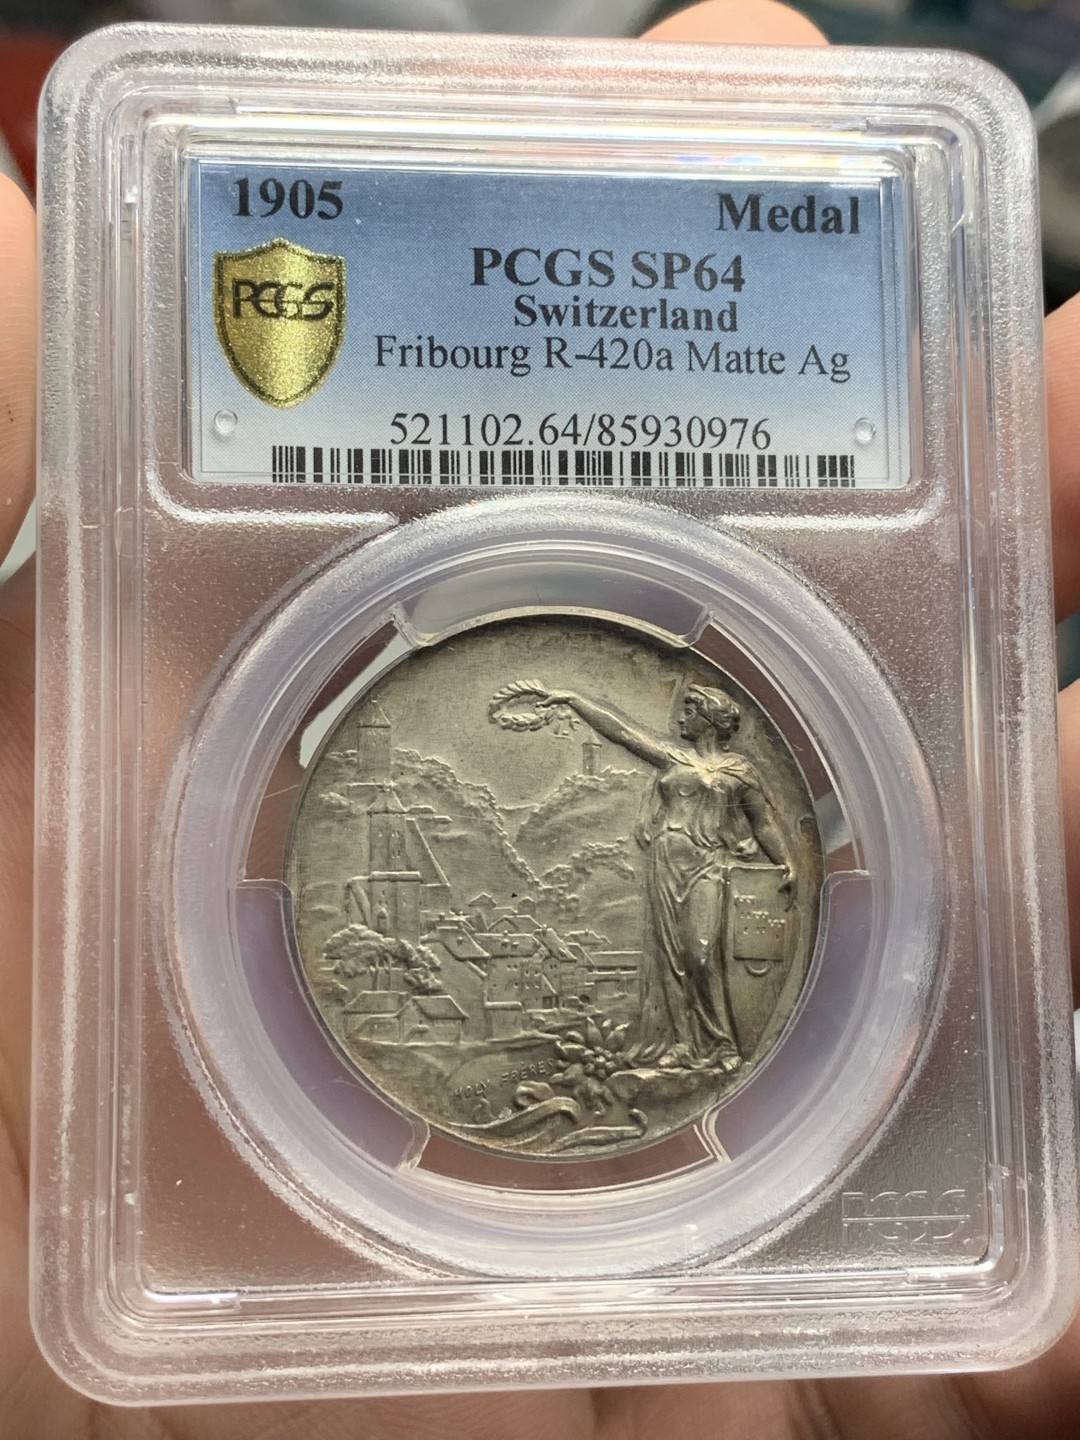 1905 Medal
PCGS SP64
PCGS
Switzerland
Fribourg R-420a Matte Ag
521102.64/85930976
HOLY FRERES
PCGS